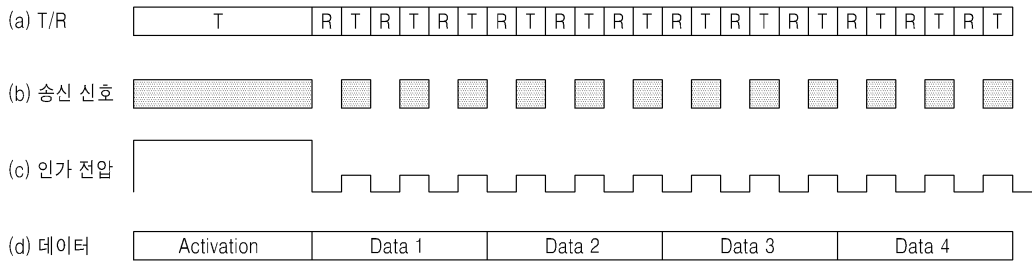 (a) T/R T R T R T R T R T R T R T R T R T R T R T R T R T
(b) 송신 신호
(c) 인가 전압
(d) 데이터 Activation Data 1 Data 2 Data 3 Data 4